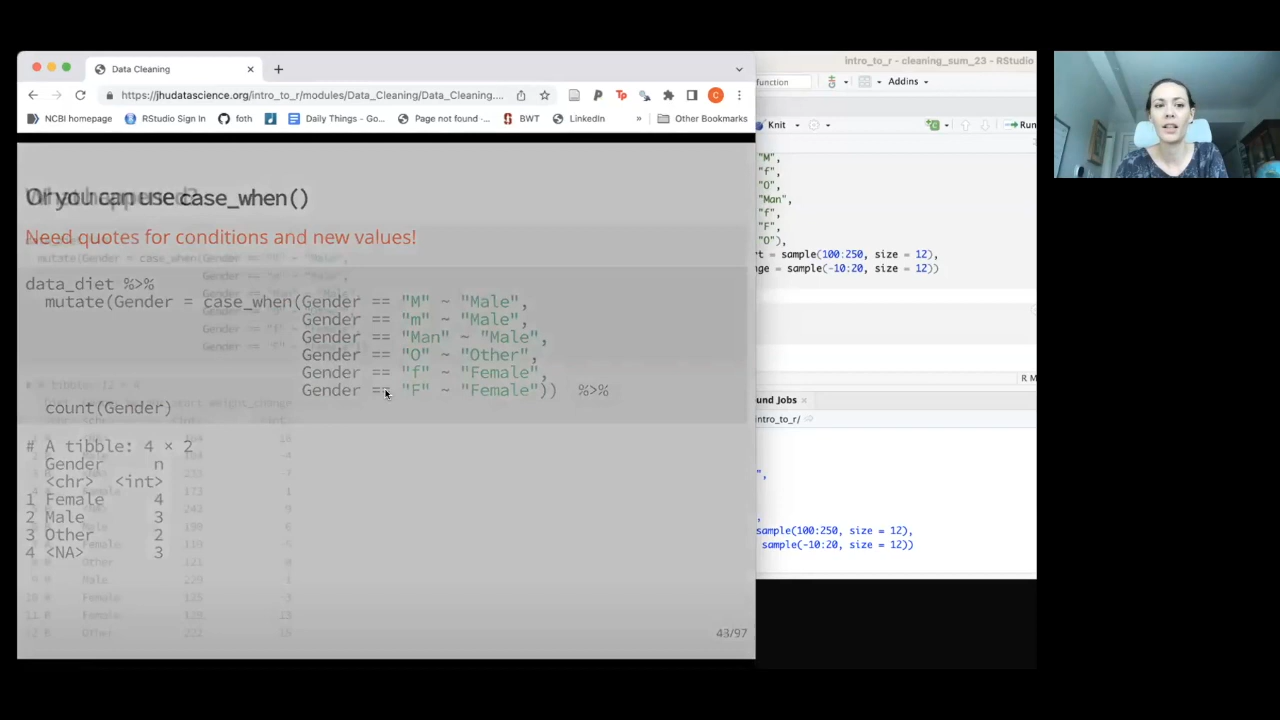 Data Cleaning
intro_to_r - cleaning_sum_23 - RStudio
function
Addins
https://jhudatascience.org/intro_to_r/modules/Data_Cleaning/Data_Cleaning....
C
NCBI homepage
RStudio Sign In
foth
Daily Things - Go...
Page not found -...
BWT
LinkedIn
»
Other Bookmarks
Knit
Run
Or you can use case_when()
Need quotes for conditions and new values!
data_diet %>%
mutate(Gender = case_when(Gender == "M" ~ "Male",
Gender == "m" ~ "Male",
Gender == "Man" ~ "Male",
Gender == "O" ~ "Other",
Gender == "f" ~ "Female",
Gender == "F" ~ "Female")) %>%
count(Gender)
# A tibble: 4 × 2
Gender n
<chr> <int>
1 Female 4
2 Male 3
3 Other 2
4 <NA> 3
43/97
"M",
"f",
"O",
"Man",
"f",
"F",
"O"),
rt = sample(100:250, size = 12),
nge = sample(-10:20, size = 12))
R M
und Jobs
intro_to_r/
",
,
sample(100:250, size = 12),
sample(-10:20, size = 12))